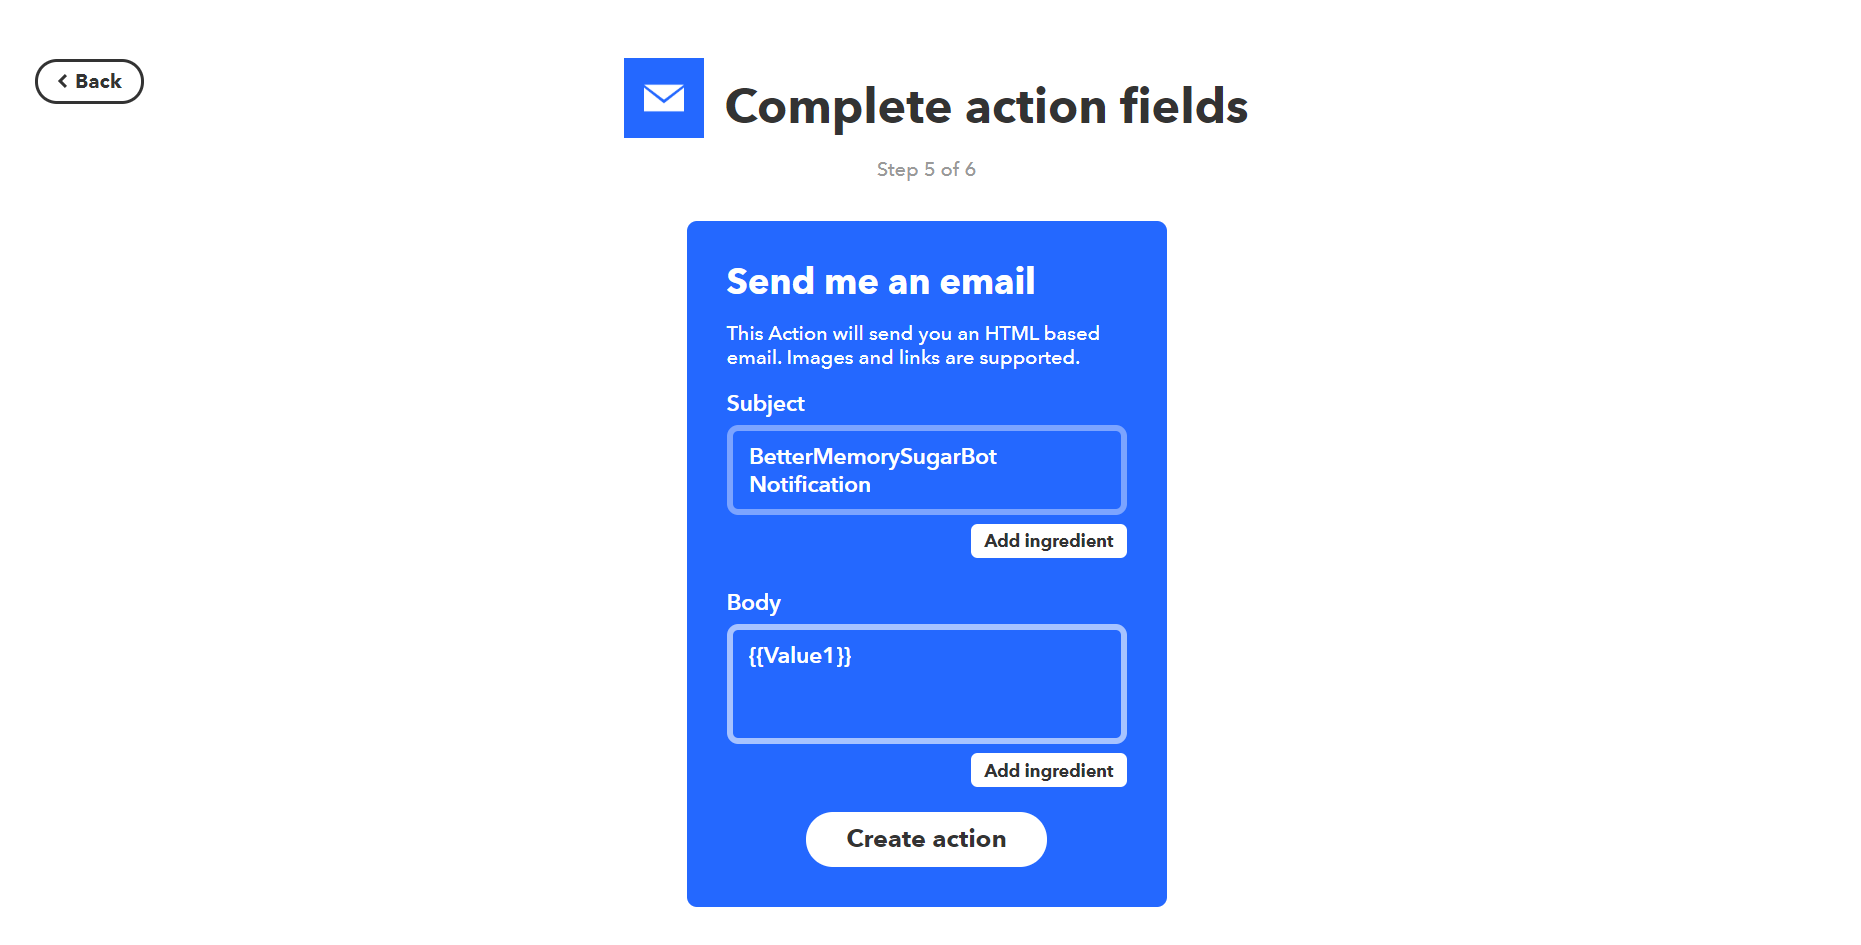 Back
Complete action fields
Step 5 of 6
Send me an email
This Action will send you an HTML based
email. Images and links are supported.
Subject
BetterMemorySugarBot
Notification
Add ingredient
Body
{{Value1}}
Add ingredient
Create action